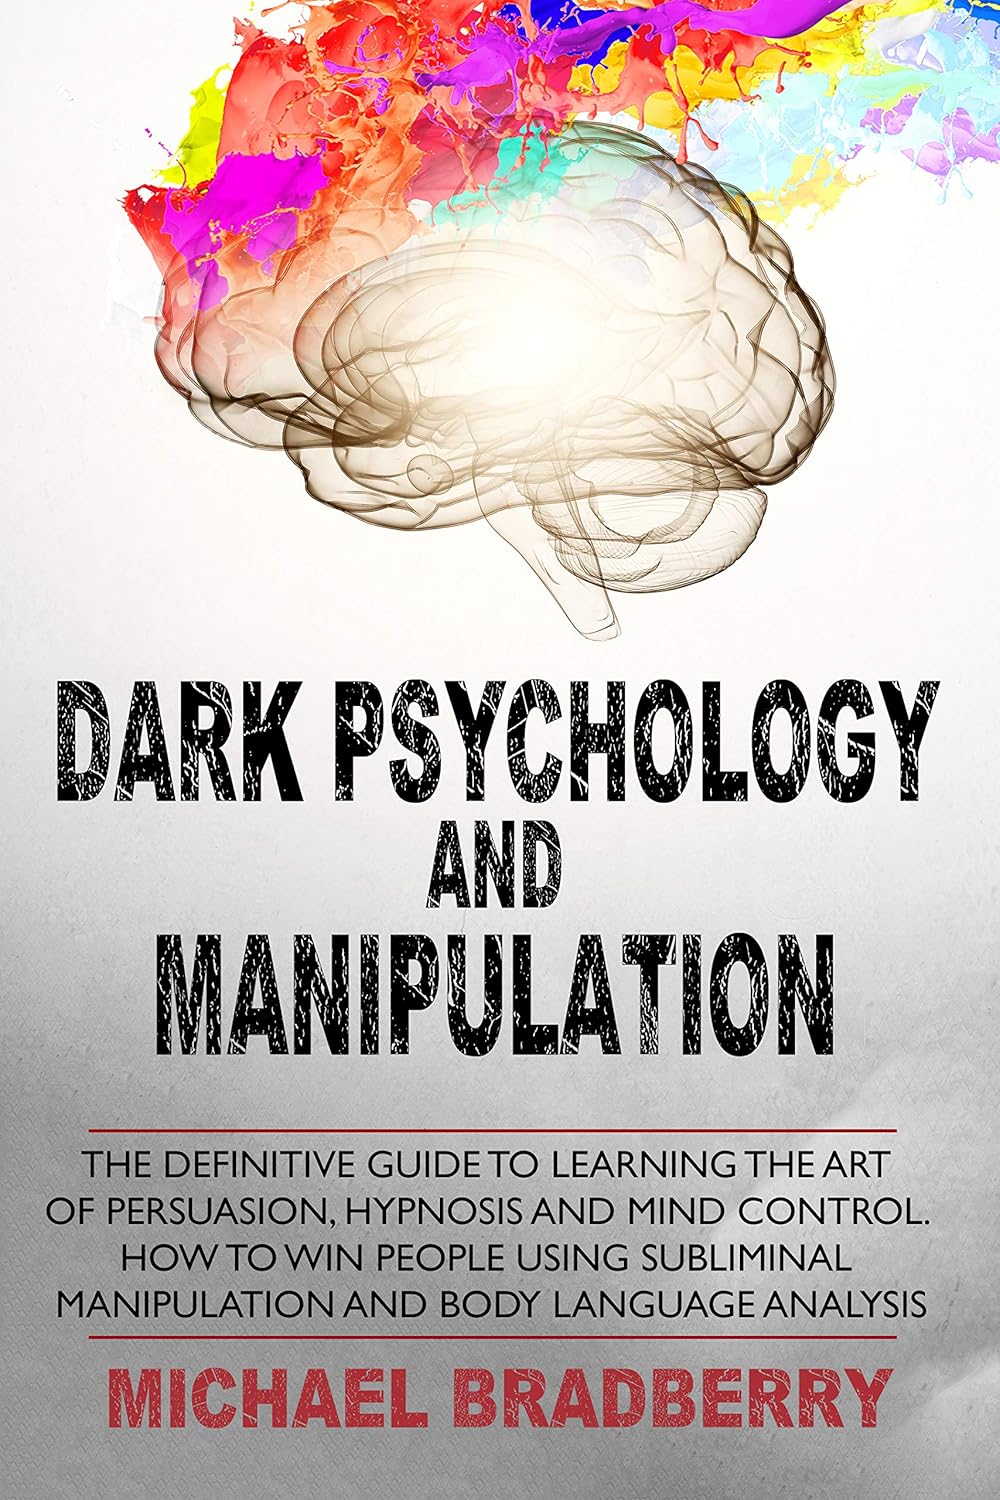 DARK PSYCHOLOGY
AND
MANIPULATION
THE DEFINITIVE GUIDE TO LEARNING THE ART
OF PERSUASION, HYPNOSIS AND MIND CONTROL.
HOW TO WIN PEOPLE USING SUBLIMINAL
MANIPULATION AND BODY LANGUAGE ANALYSIS
MICHAEL BRADBERRY